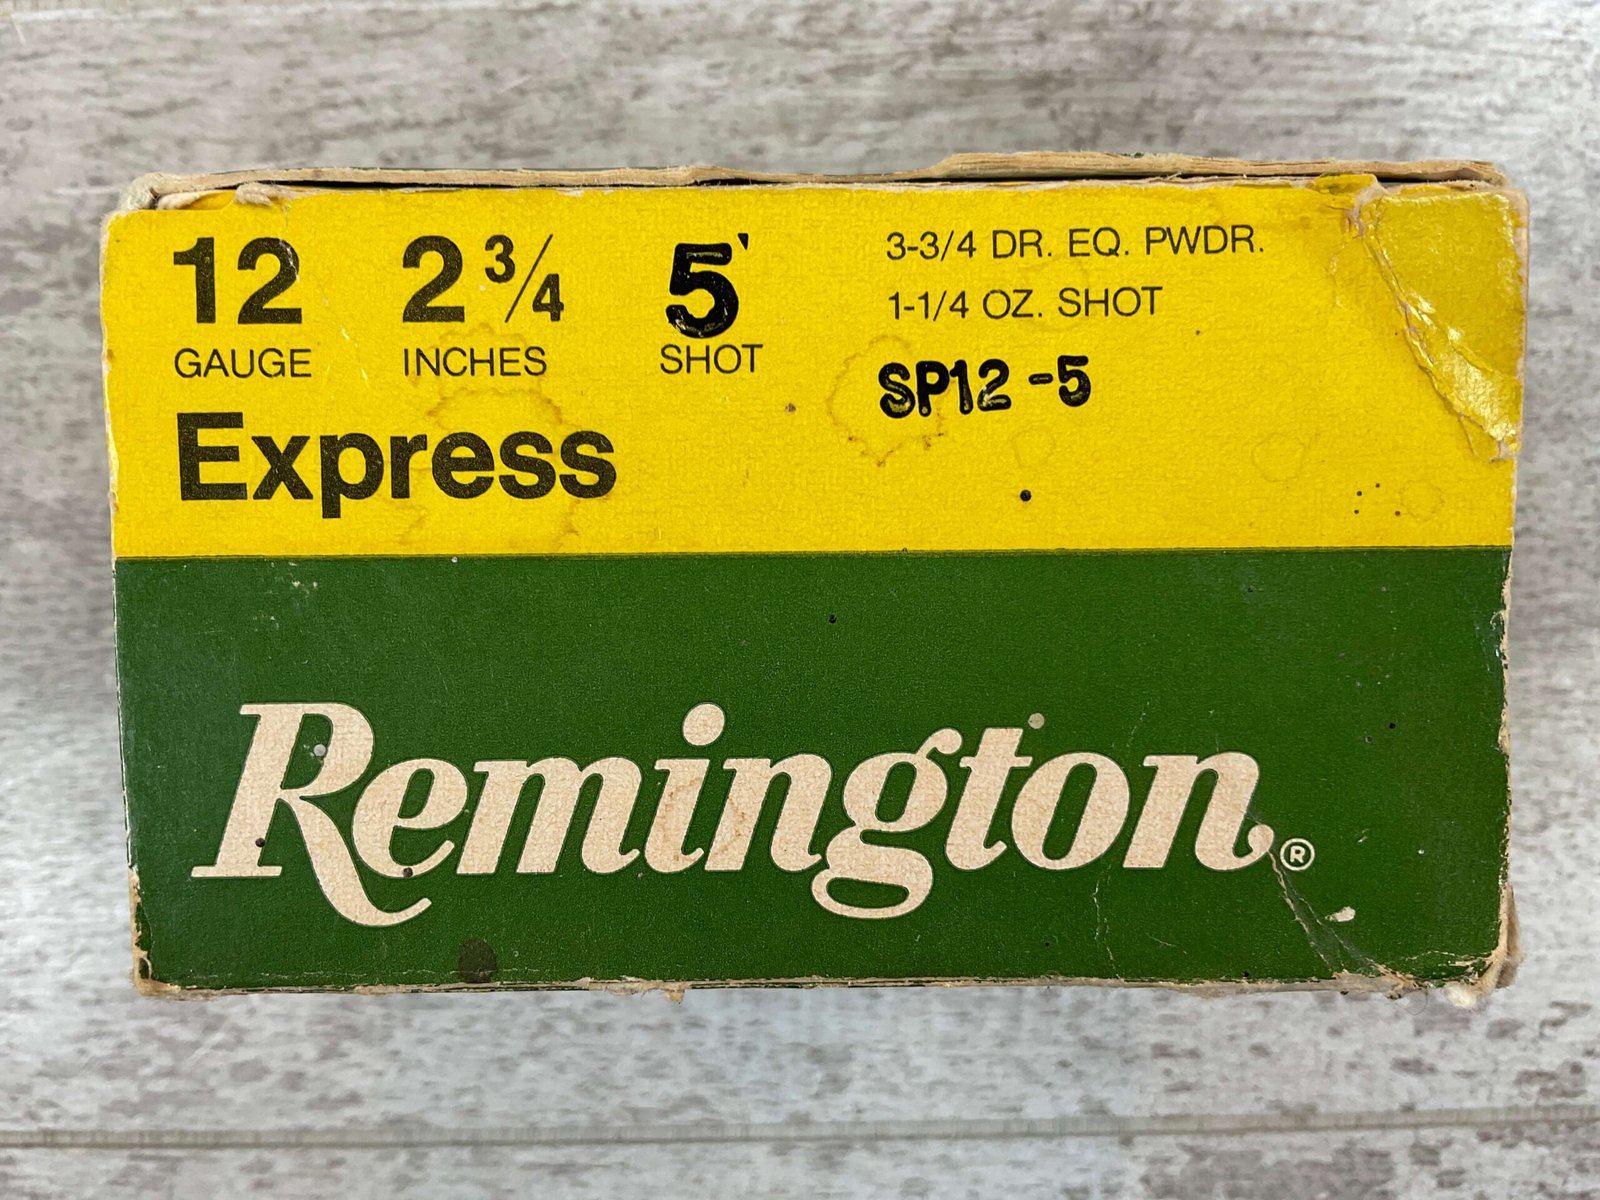 12 2 3/4 5 3-3/4 DR. EQ. PWDR.
GAUGE INCHES SHOT 1-1/4 OZ. SHOT
SP12-5
Express
Remington®